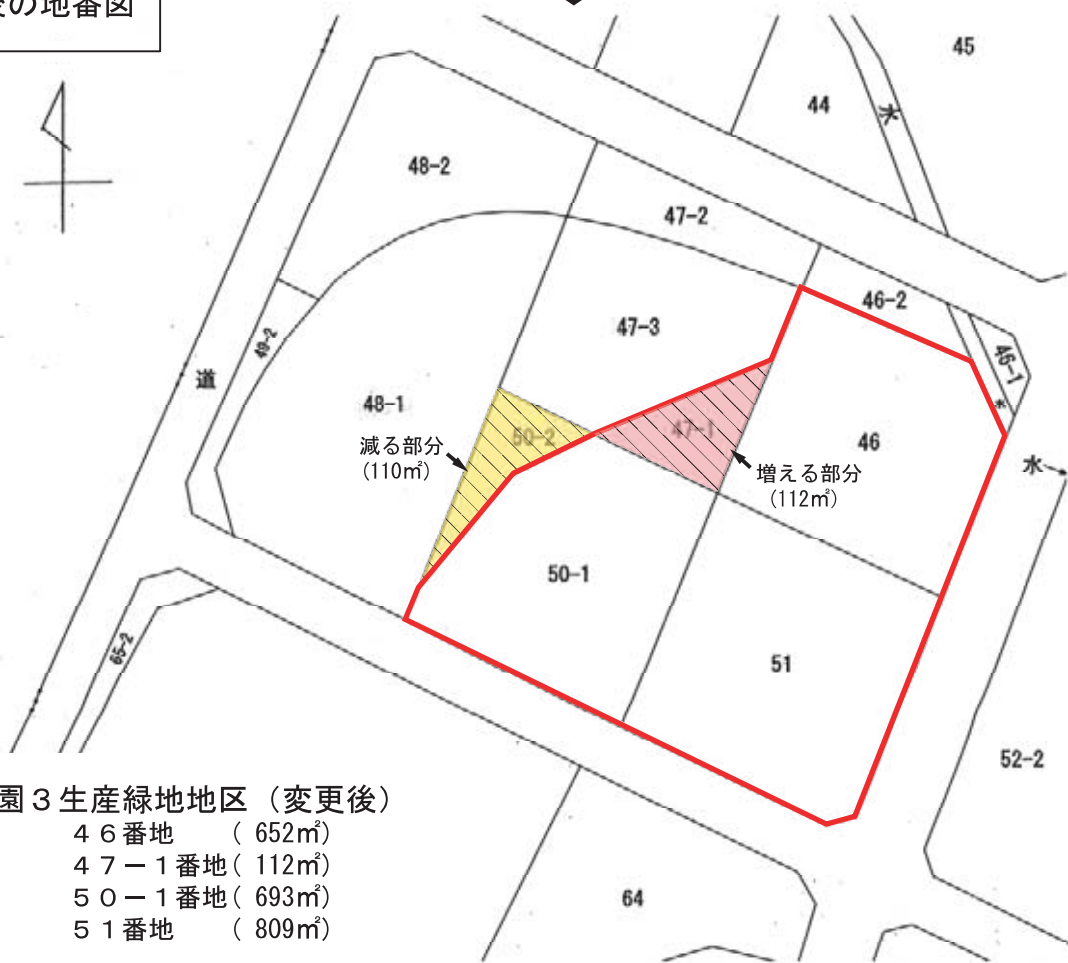 の地番図
45
44
水
48-2
47-2
46-2
47-3
46-1
49-2
道
48-1
減る部分
(110㎡)
50-2
47-1
46
水
増える部分
(112㎡)
50-1
51
65-2
52-2
園３生産緑地地区（変更後）
４６番地　（ 652㎡）
４７－１番地( 112㎡)
５０－１番地( 693㎡)
５１番地　（ 809㎡）
64